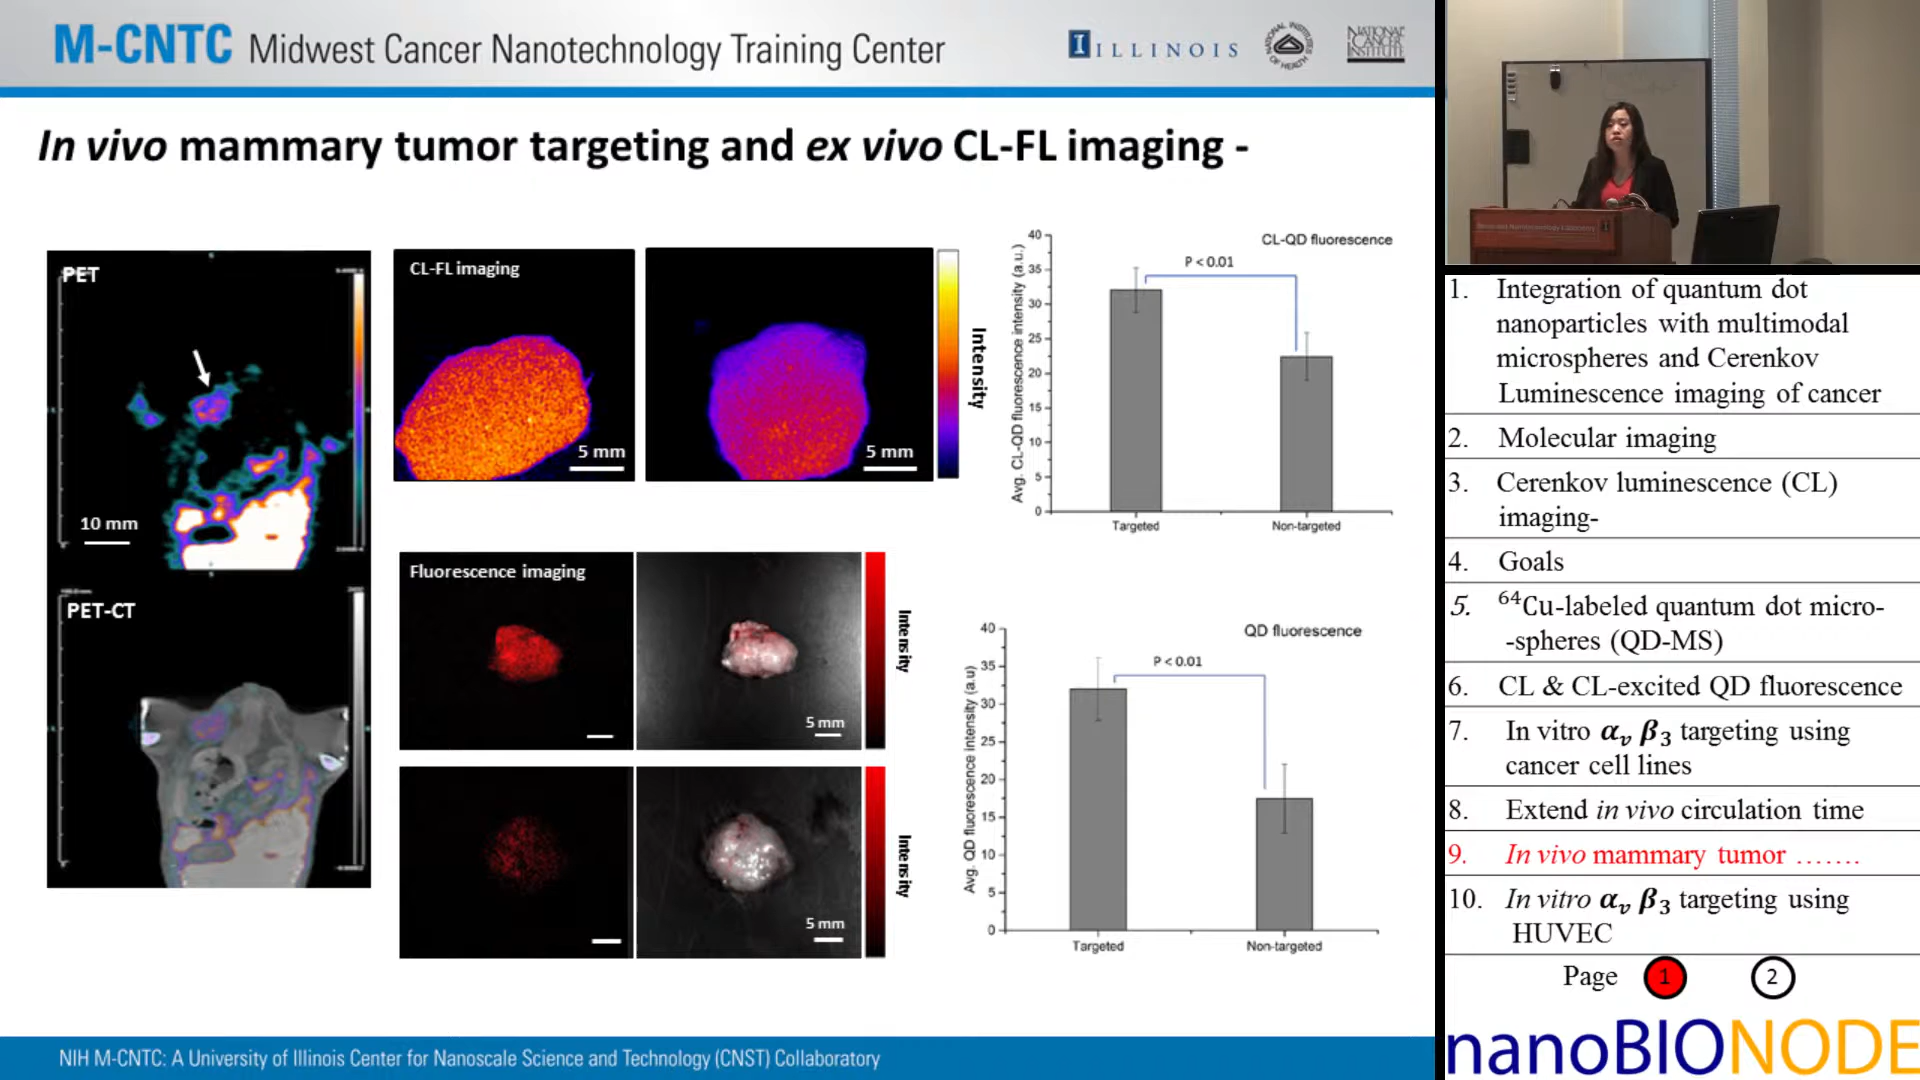 M-CNTC Midwest Cancer Nanotechnology Training Center
ILLINOIS
NATIONAL INSTITUTES OF HEALTH
NATIONAL CANCER INSTITUTE
In vivo mammary tumor targeting and ex vivo CL-FL imaging -
PET
10 mm
PET-CT
CL-FL imaging
5 mm
5 mm
Intensity
Fluorescence imaging
5 mm
Intensity
5 mm
Intensity
CL-QD fluorescence
P < 0.01
Avg. CL-QD fluorescence intensity (a.u.)
40
35
30
25
20
15
10
5
0
Targeted
Non-targeted
QD fluorescence
P < 0.01
Avg. QD fluorescence intensity (a.u)
40
35
30
25
20
15
10
5
0
Targeted
Non-targeted
NIH M-CNTC: A University of Illinois Center for Nanoscale Science and Technology (CNST) Collaboratory
1. Integration of quantum dot
nanoparticles with multimodal
microspheres and Cerenkov
Luminescence imaging of cancer
2. Molecular imaging
3. Cerenkov luminescence (CL)
imaging-
4. Goals
5. ⁶⁴Cu-labeled quantum dot micro-
-spheres (QD-MS)
6. CL & CL-excited QD fluorescence
7. In vitro αᵥ β₃ targeting using
cancer cell lines
8. Extend in vivo circulation time
9. In vivo mammary tumor …….
10. In vitro αᵥ β₃ targeting using
HUVEC
Page 1 2
nanoBIONODE